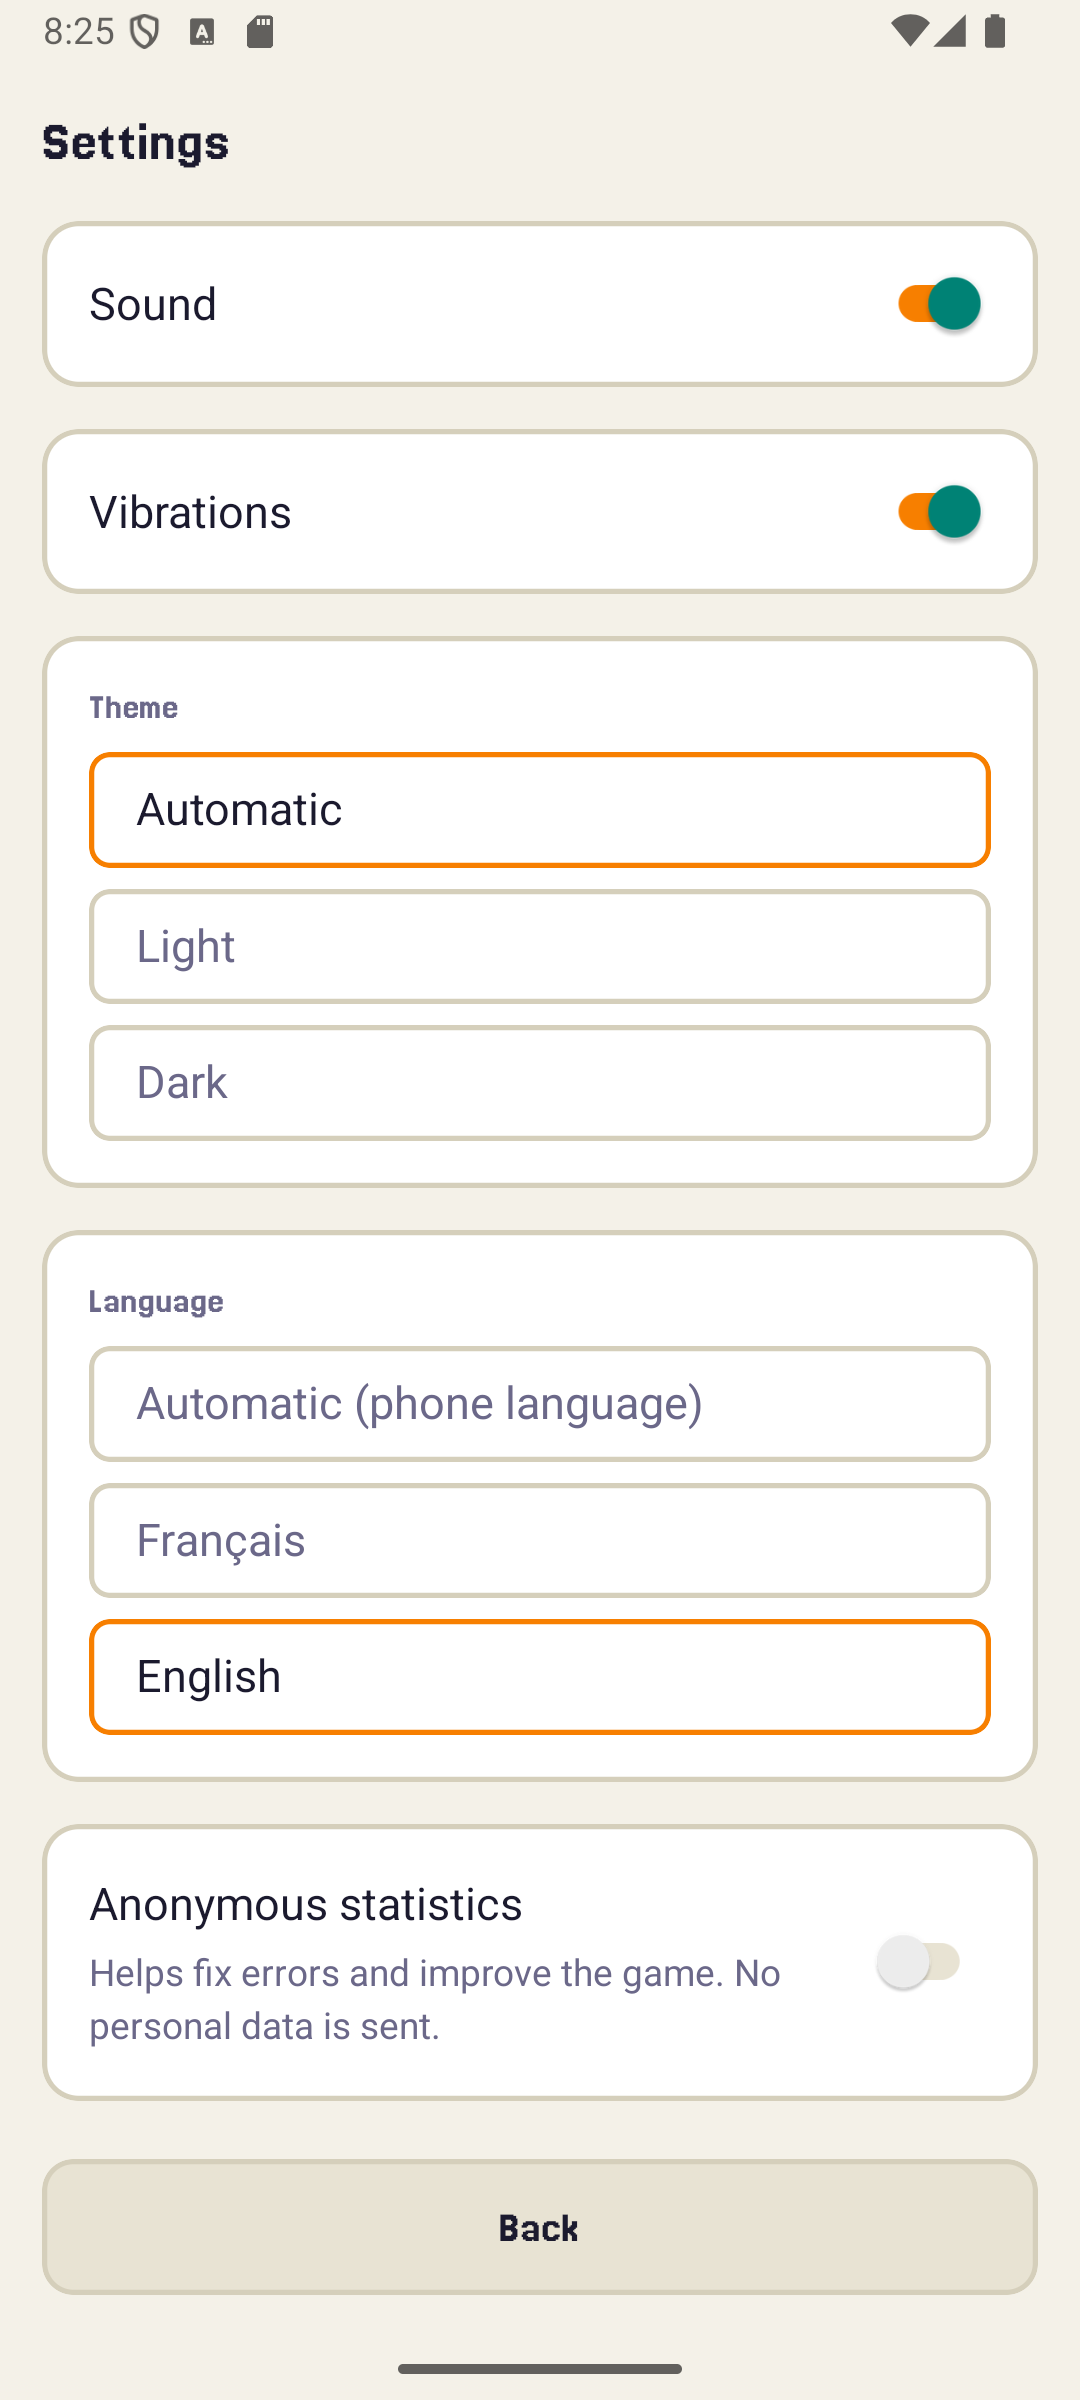 8:25
Settings
Sound
Vibrations
Theme
Automatic
Light
Dark
Language
Automatic (phone language)
Français
English
Anonymous statistics
Helps fix errors and improve the game. No
personal data is sent.
Back